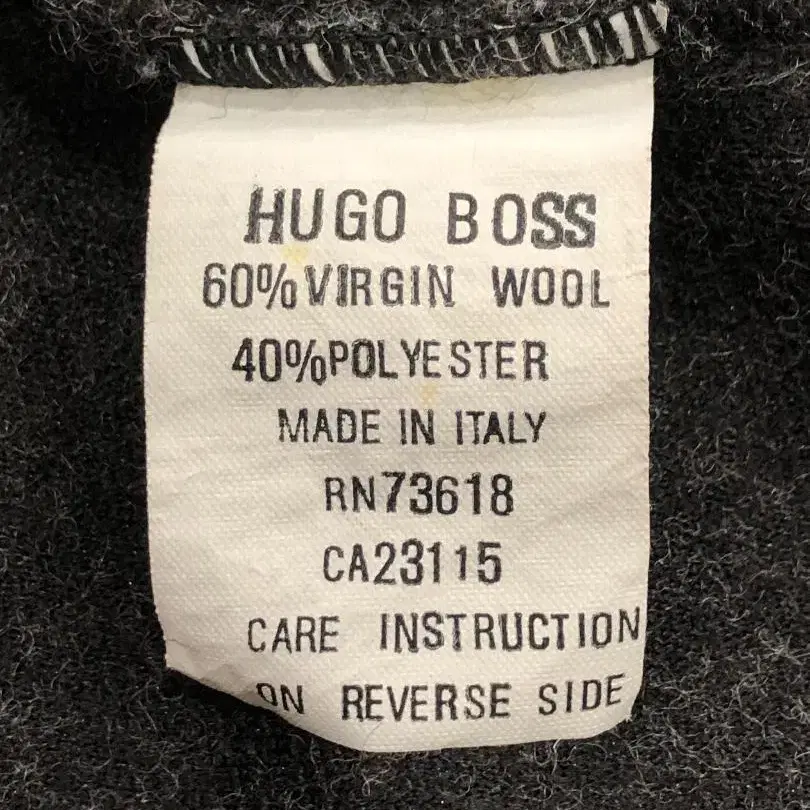 HUGO BOSS
60% VIRGIN WOOL
40% POLYESTER
MADE IN ITALY
RN73618
CA23115
CARE INSTRUCTION
ON REVERSE SIDE